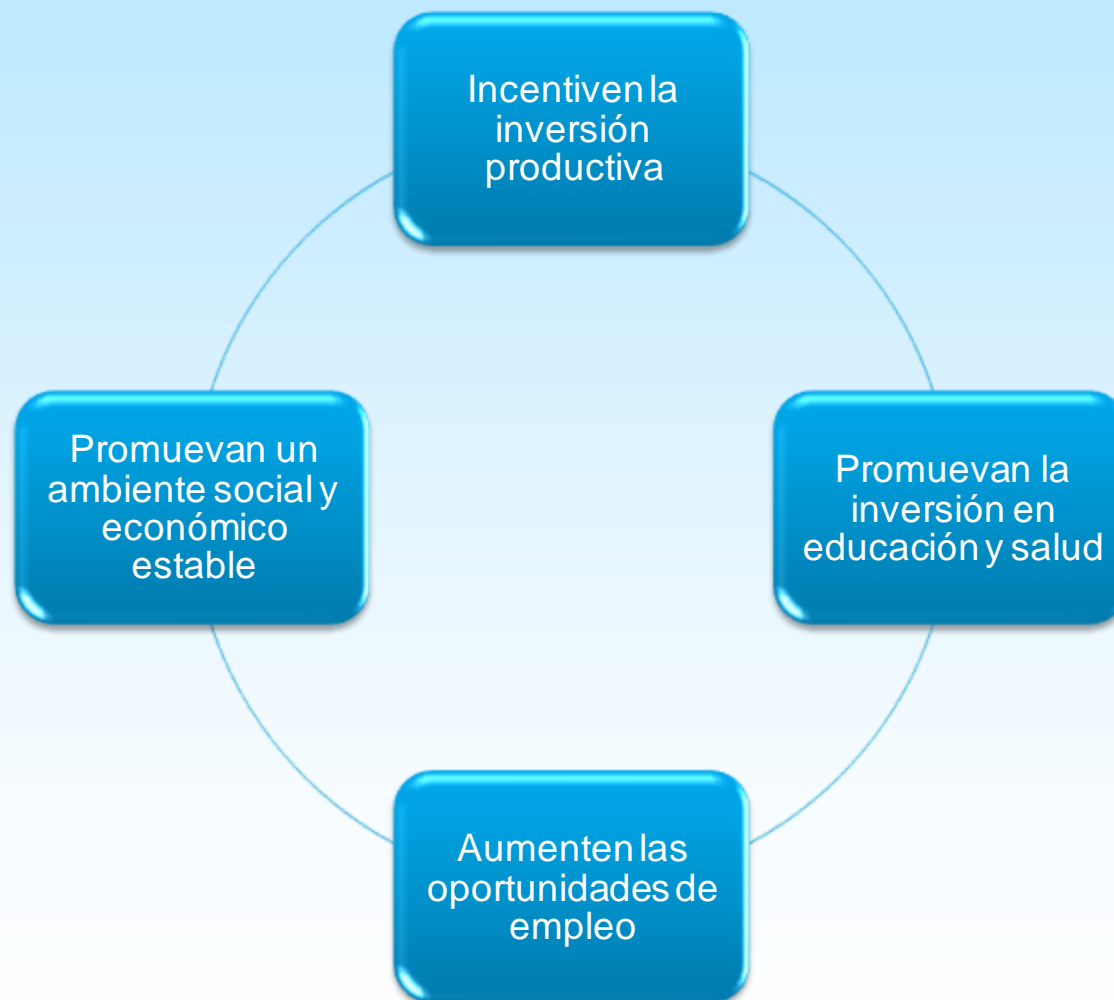 Incentiven la
inversión
productiva
Promuevan la
inversión en
educación y salud
Aumenten las
oportunidades de
empleo
Promuevan un
ambiente social y
económico
estable